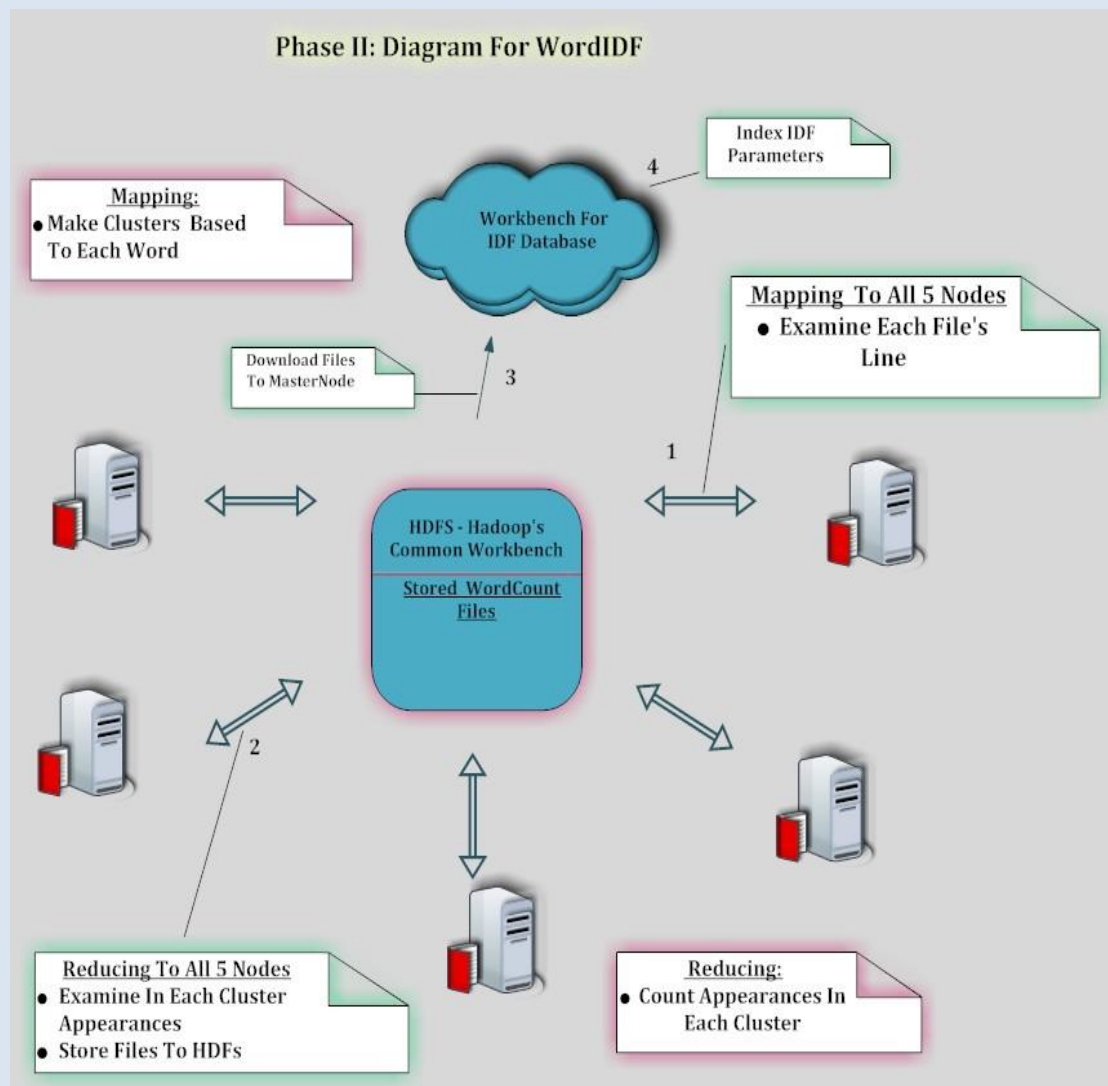 Phase II: Diagram For WordIDF
Index IDF
Parameters
4
Mapping:
● Make Clusters Based
To Each Word
Workbench For
IDF Database
Mapping To All 5 Nodes
● Examine Each File's
Line
Download Files
To MasterNode
3
1
HDFS - Hadoop's
Common Workbench
Stored WordCount
Files
2
Reducing To All 5 Nodes
● Examine In Each Cluster
Appearances
● Store Files To HDFs
Reducing:
● Count Appearances In
Each Cluster